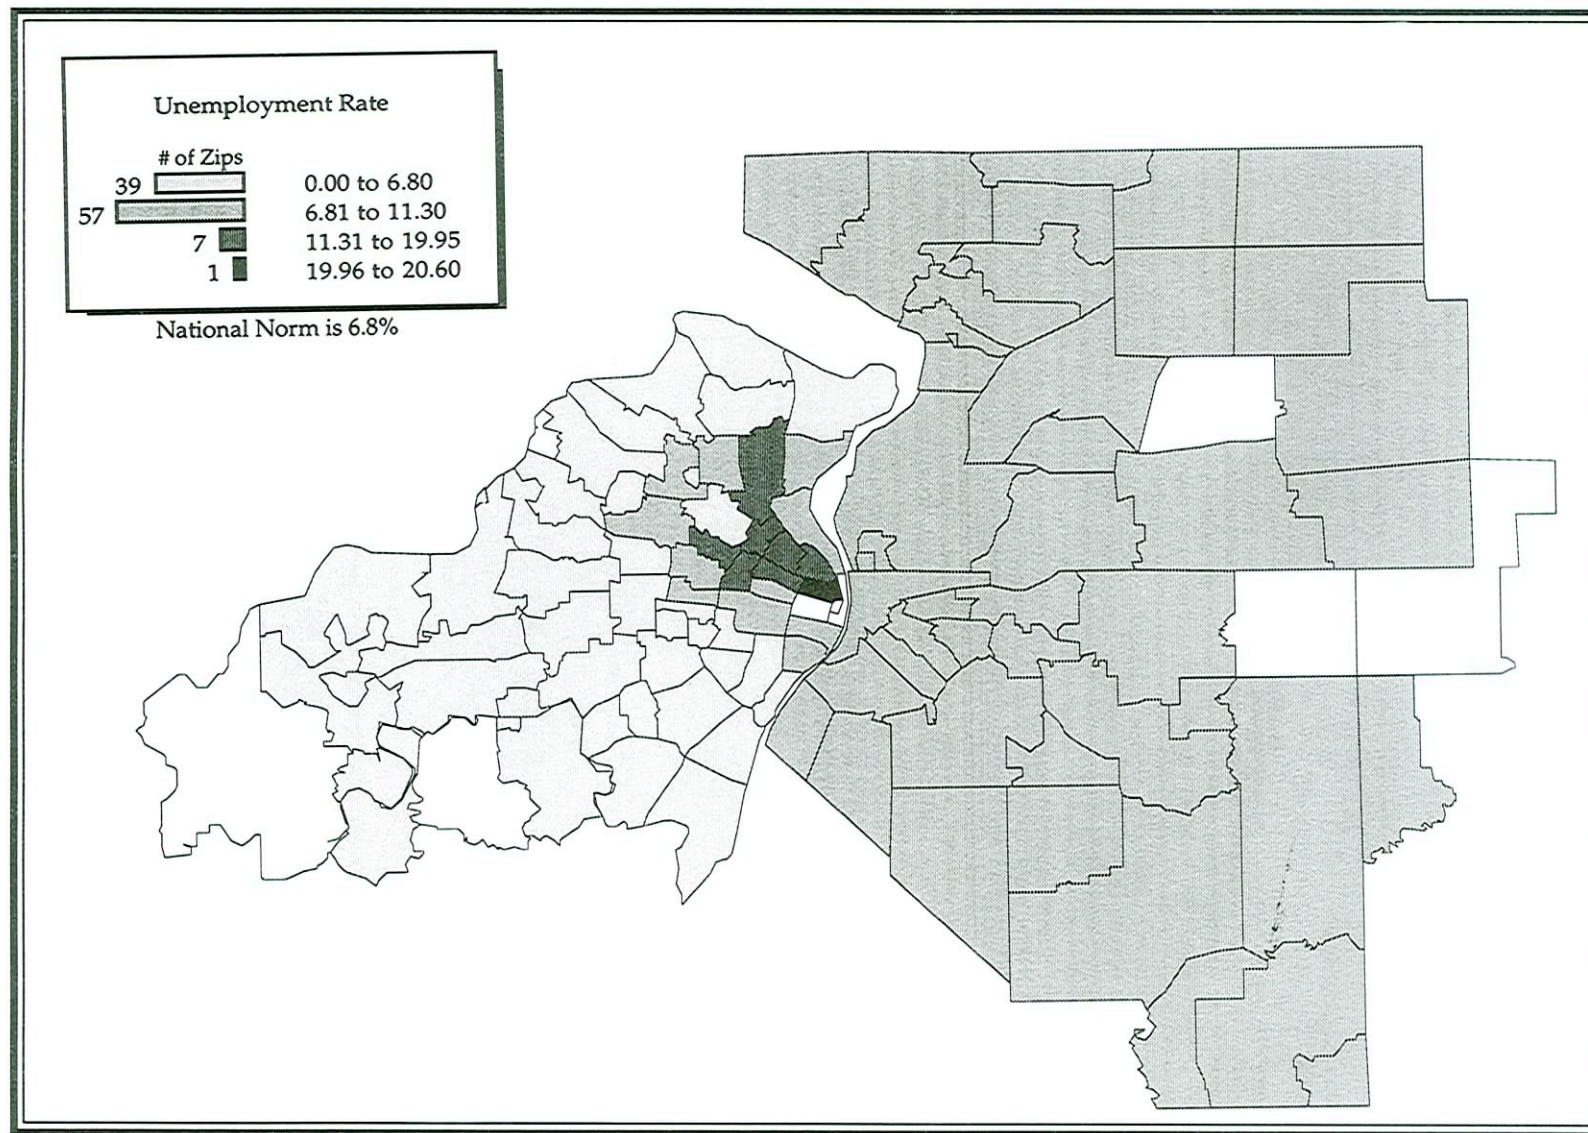 Unemployment Rate
# of Zips
39 0.00 to 6.80
57 6.81 to 11.30
7 11.31 to 19.95
1 19.96 to 20.60
National Norm is 6.8%